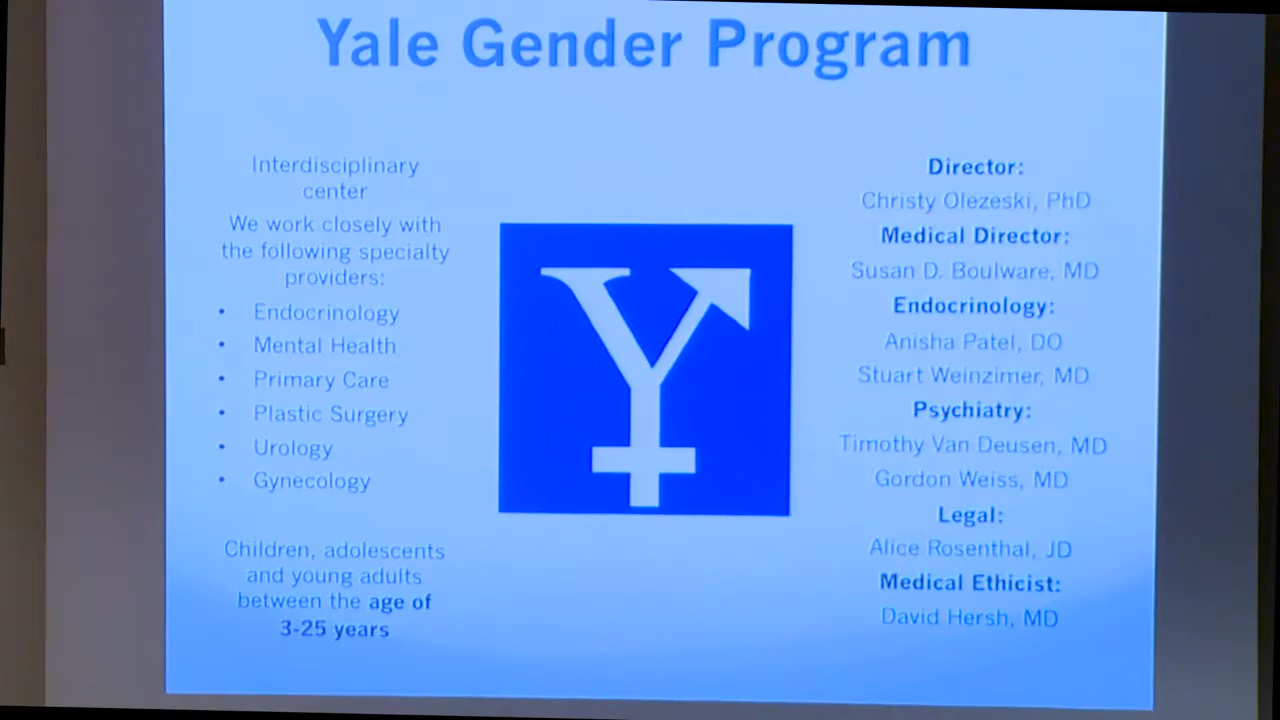 Yale Gender Program
Interdisciplinary
center
We work closely with
the following specialty
providers:
• Endocrinology
• Mental Health
• Primary Care
• Plastic Surgery
• Urology
• Gynecology
Children, adolescents
and young adults
between the age of
3-25 years
Y
Director:
Christy Olezeski, PhD
Medical Director:
Susan D. Boulware, MD
Endocrinology:
Anisha Patel, DO
Stuart Weinzimer, MD
Psychiatry:
Timothy Van Deusen, MD
Gordon Weiss, MD
Legal:
Alice Rosenthal, JD
Medical Ethicist:
David Hersh, MD